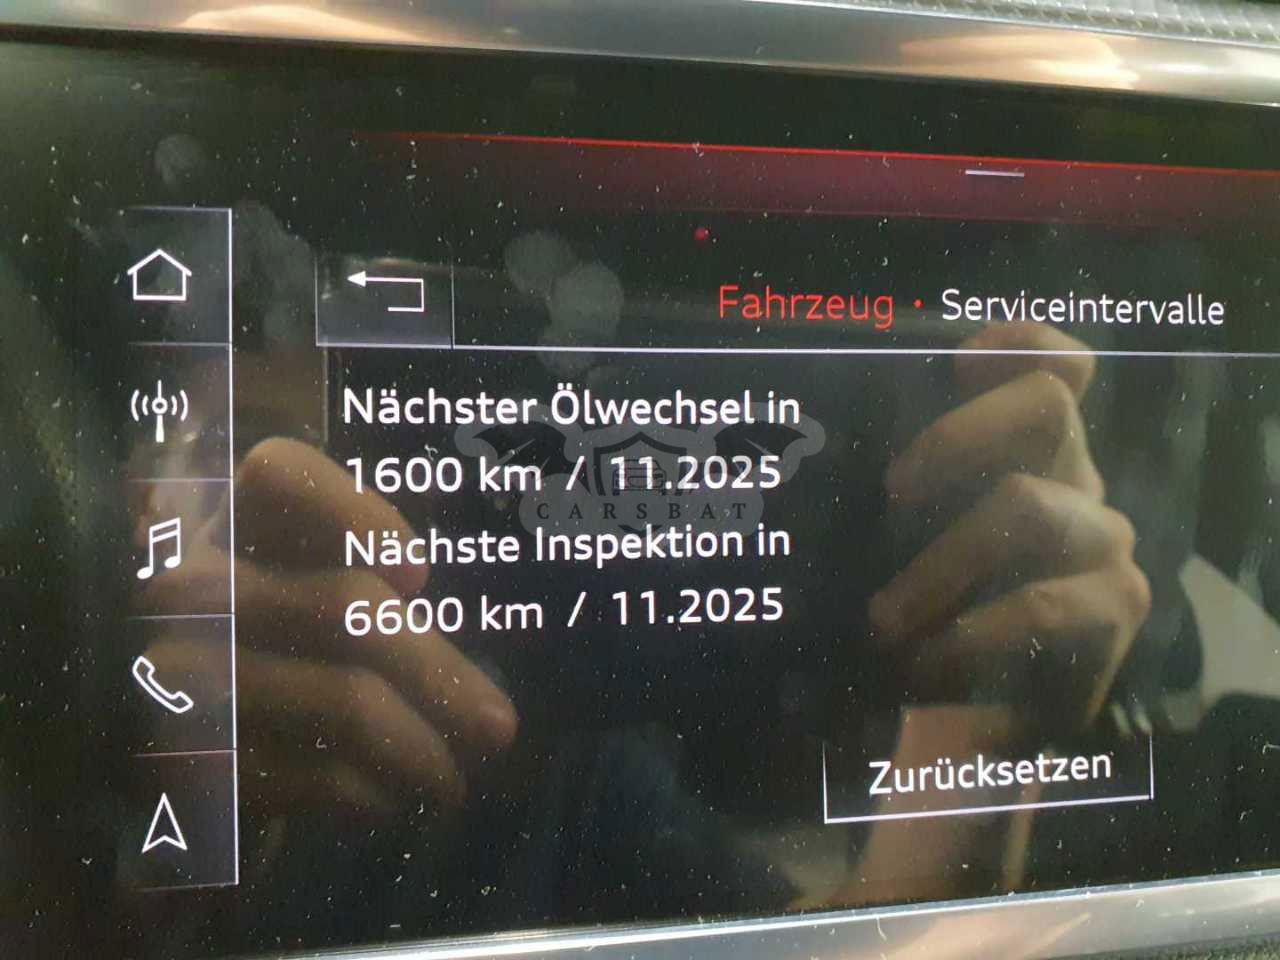 Fahrzeug • Serviceintervalle
Nächster Ölwechsel in
1600 km / 11.2025
CARSBAT
Nächste Inspektion in
6600 km / 11.2025
Zurücksetzen